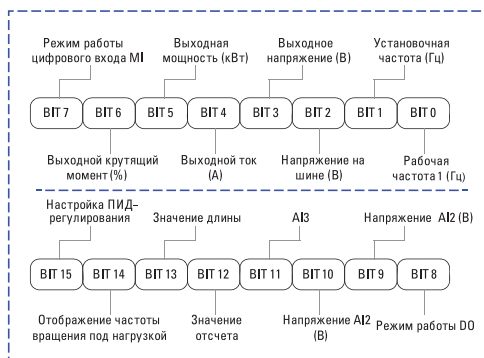 Режим работы
цифрового входа MI
Выходная
мощность (кВт)
Выходное
напряжение (В)
Установочная
частота (Гц)
BIT 7
BIT 6
BIT 5
BIT 4
BIT 3
BIT 2
BIT 1
BIT 0
Выходной крутящий
момент (%)
Выходной ток
(А)
Напряжение на
шине (В)
Рабочая
частота 1 (Гц)
Настройка ПИД–
регулирования
Значение длины
AI3
Напряжение AI2 (В)
BIT 15
BIT 14
BIT 13
BIT 12
BIT 11
BIT 10
BIT 9
BIT 8
Отображение частоты
вращения под нагрузкой
Значение
отсчета
Напряжение AI2
(В)
Режим работы DO